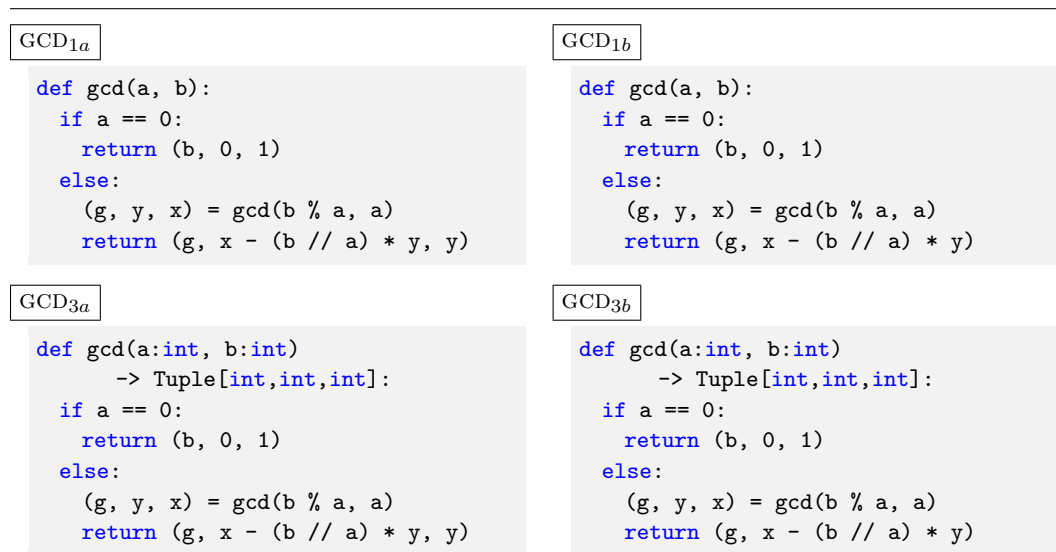 GCD1a
def gcd(a, b):
  if a == 0:
    return (b, 0, 1)
  else:
    (g, y, x) = gcd(b % a, a)
    return (g, x - (b // a) * y, y)
GCD1b
def gcd(a, b):
  if a == 0:
    return (b, 0, 1)
  else:
    (g, y, x) = gcd(b % a, a)
    return (g, x - (b // a) * y)
GCD3a
def gcd(a:int, b:int)
       -> Tuple[int,int,int]:
  if a == 0:
    return (b, 0, 1)
  else:
    (g, y, x) = gcd(b % a, a)
    return (g, x - (b // a) * y, y)
GCD3b
def gcd(a:int, b:int)
       -> Tuple[int,int,int]:
  if a == 0:
    return (b, 0, 1)
  else:
    (g, y, x) = gcd(b % a, a)
    return (g, x - (b // a) * y)